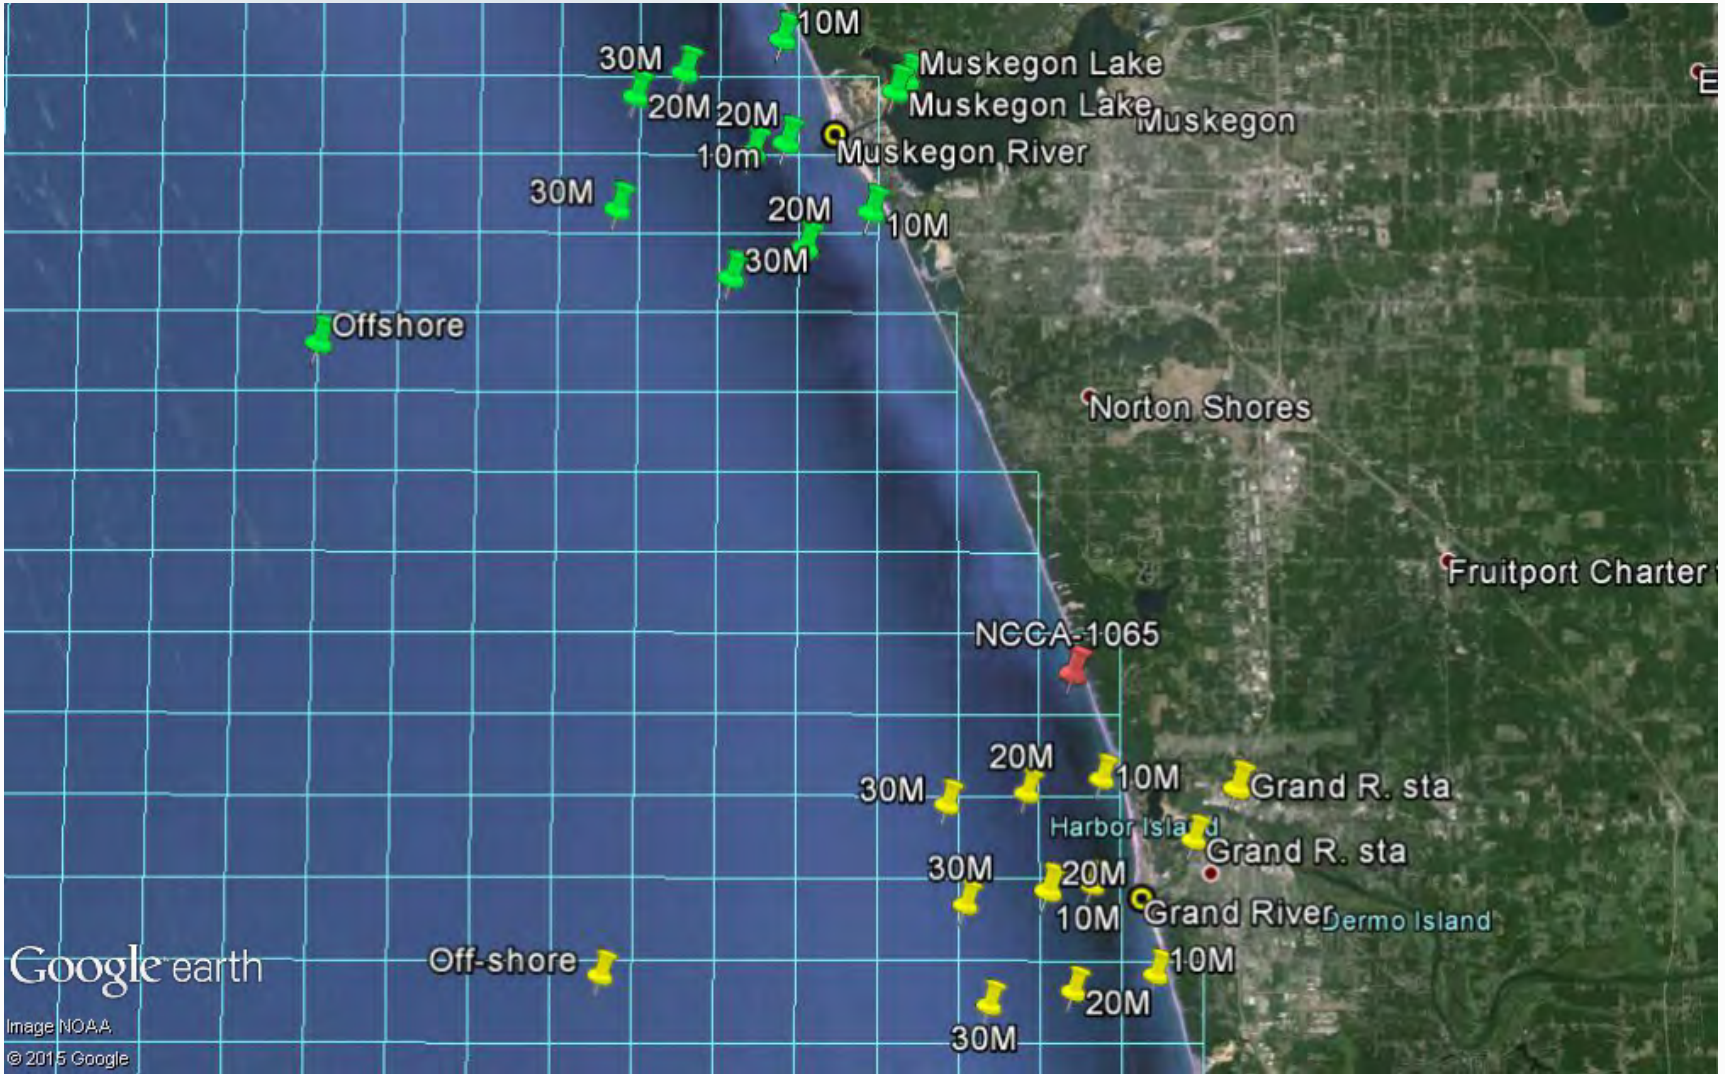 10M
30M
Muskegon Lake
20M
20M
Muskegon Lake
Muskegon
10m
Muskegon River
30M
20M
10M
30M
Offshore
Norton Shores
Fruitport Charter
NCCA-1065
20M
10M
30M
Grand R. sta
Harbor Island
Grand R. sta
30M
20M
10M
Grand River
Dermo Island
Off-shore
10M
20M
30M
Google earth
Image NOAA
© 2015 Google